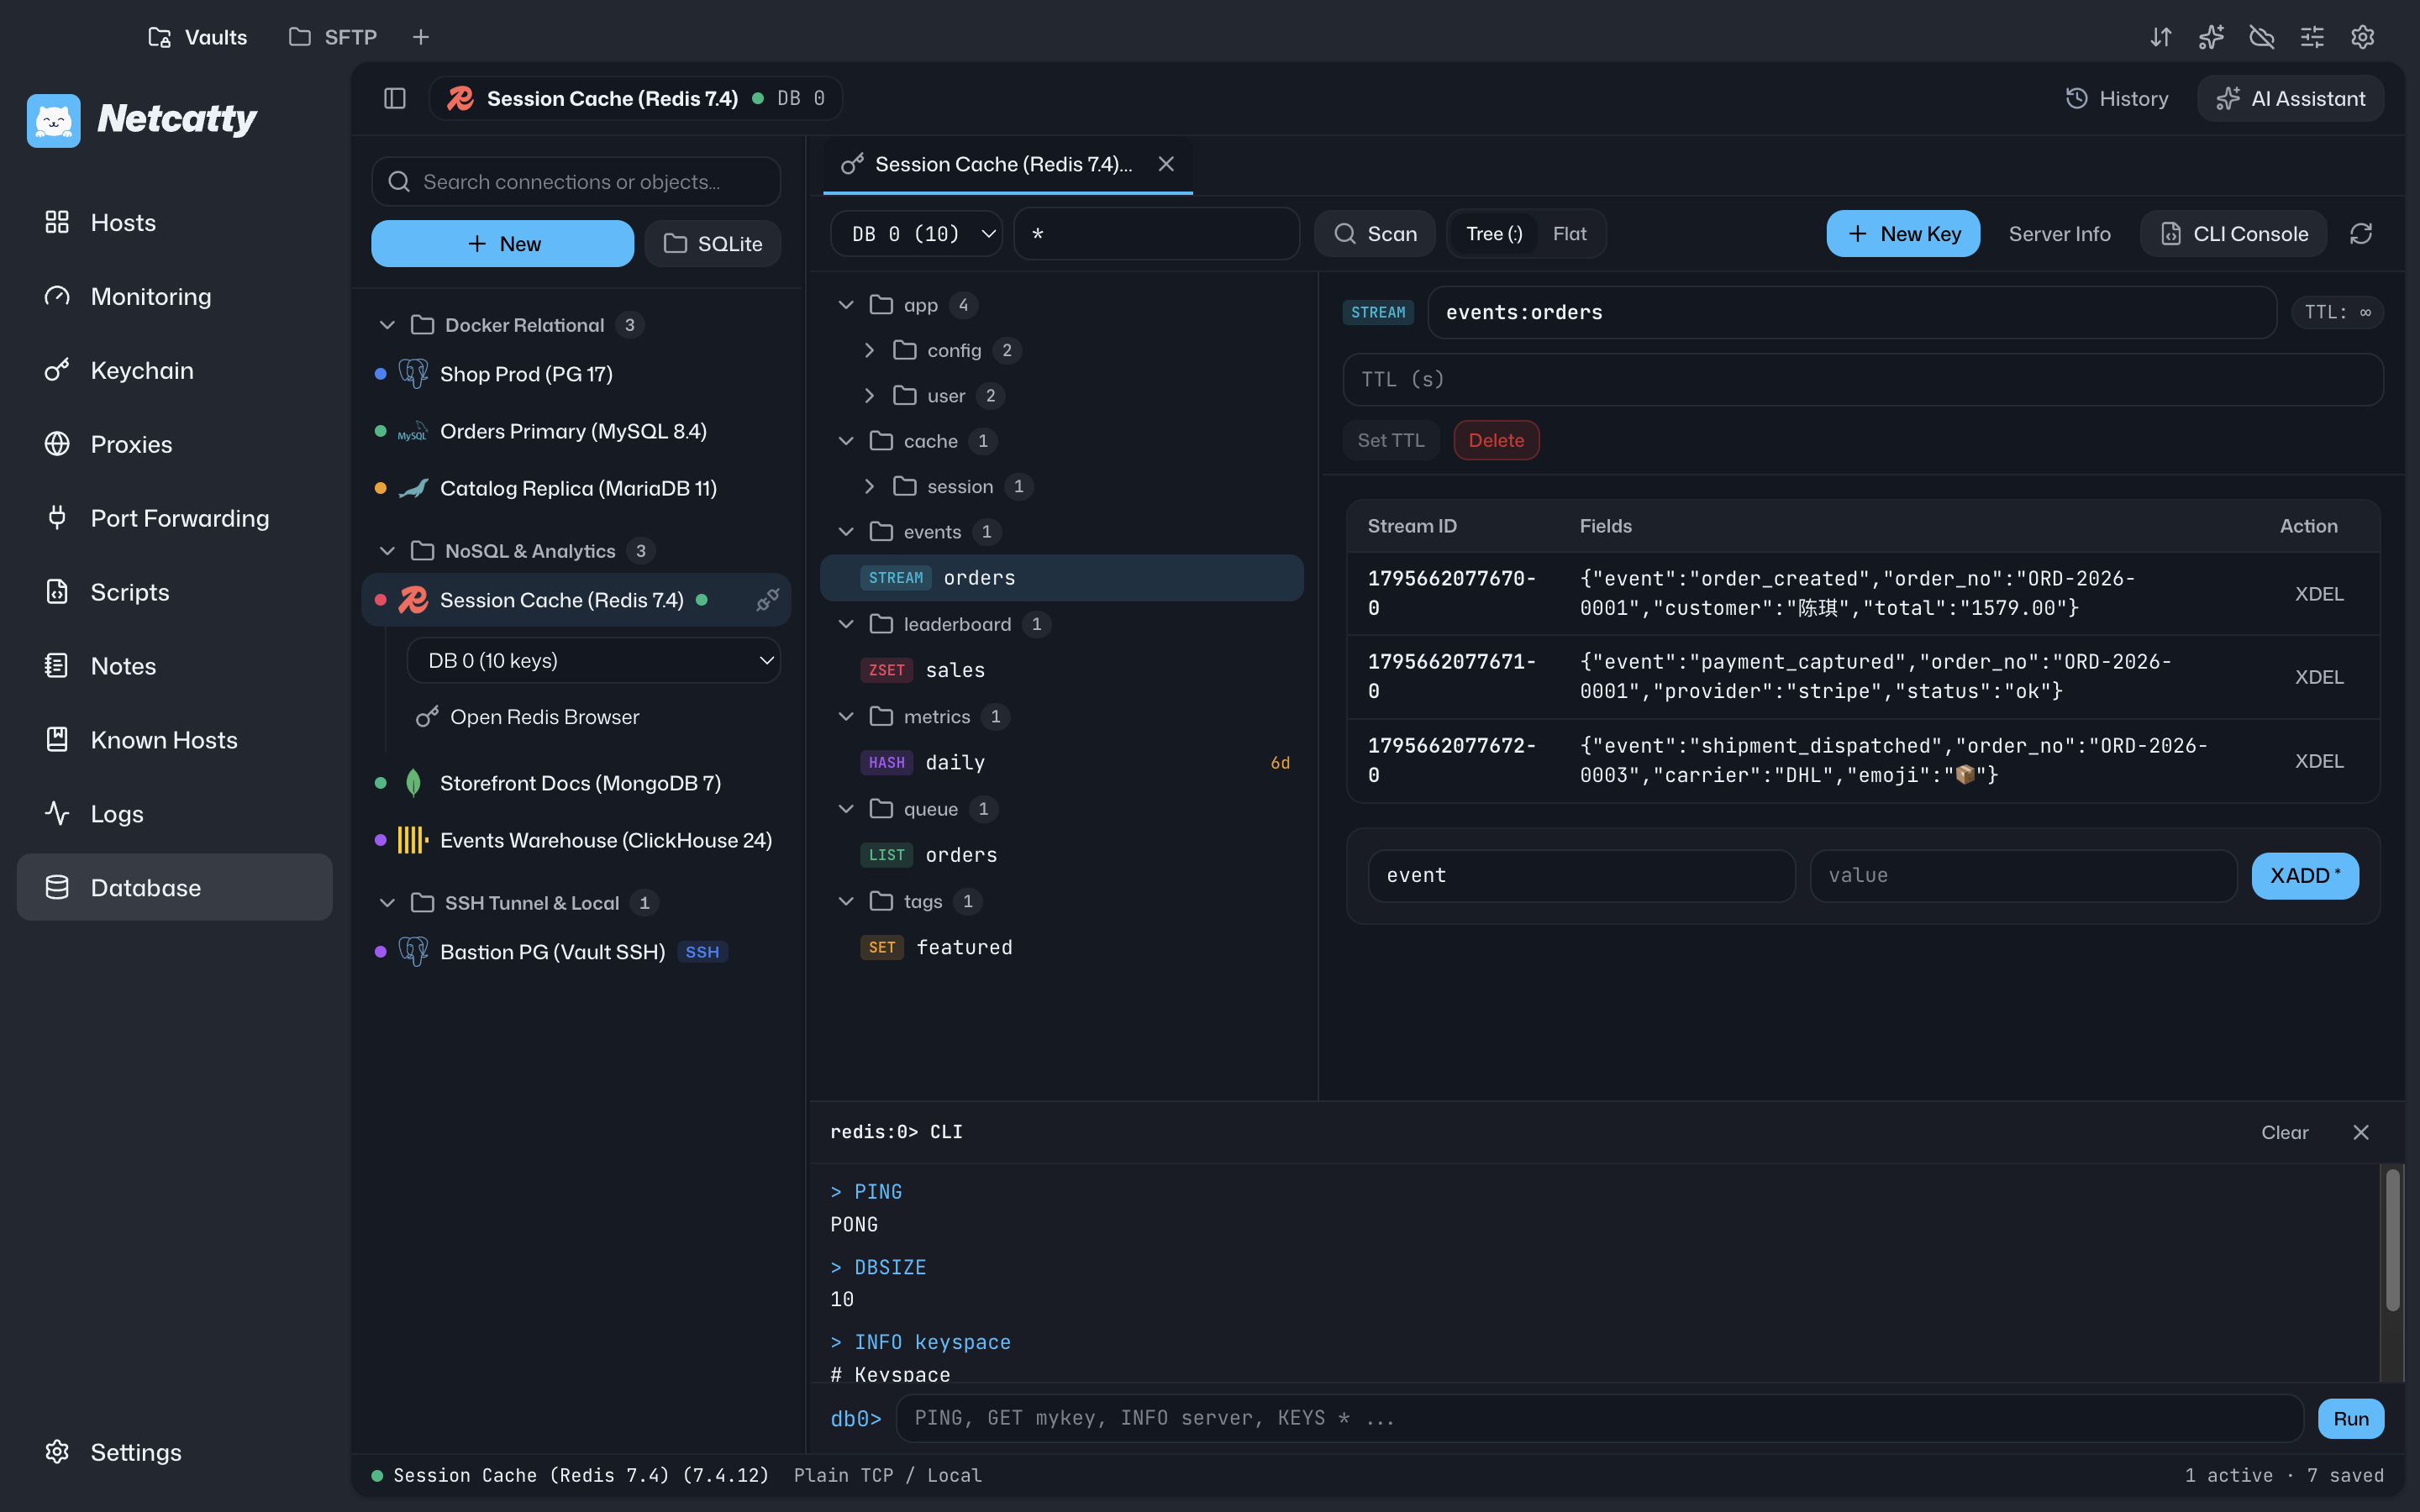 Vaults
SFTP
Netcatty
Hosts
Monitoring
Keychain
Proxies
Port Forwarding
Scripts
Notes
Known Hosts
Logs
Database
Settings
Session Cache (Redis 7.4)
DB 0
History
AI Assistant
Search connections or objects...
New
SQLite
Docker Relational 3
Shop Prod (PG 17)
MySQL Orders Primary (MySQL 8.4)
Catalog Replica (MariaDB 11)
NoSQL & Analytics 3
Session Cache (Redis 7.4)
DB 0 (10 keys)
Open Redis Browser
Storefront Docs (MongoDB 7)
Events Warehouse (ClickHouse 24)
SSH Tunnel & Local 1
Bastion PG (Vault SSH) SSH
Session Cache (Redis 7.4)...
DB 0 (10)
*
Scan
Tree (:)
Flat
New Key
Server Info
CLI Console
app 4
config 2
user 2
cache 1
session 1
events 1
STREAM orders
leaderboard 1
ZSET sales
metrics 1
HASH daily 6d
queue 1
LIST orders
tags 1
SET featured
STREAM events:orders TTL: ∞
TTL (s)
Set TTL
Delete
Stream ID Fields Action
1795662077670-
0
{"event":"order_created","order_no":"ORD-2026-
0001","customer":"陈琪","total":"1579.00"}
XDEL
1795662077671-
0
{"event":"payment_captured","order_no":"ORD-2026-
0001","provider":"stripe","status":"ok"}
XDEL
1795662077672-
0
{"event":"shipment_dispatched","order_no":"ORD-2026-
0003","carrier":"DHL","emoji":"📦"}
XDEL
event
value
XADD *
redis:0> CLI
Clear
> PING
PONG
> DBSIZE
10
> INFO keyspace
# Keyspace
db0> PING, GET mykey, INFO server, KEYS * ...
Run
Session Cache (Redis 7.4) (7.4.12) Plain TCP / Local
1 active · 7 saved